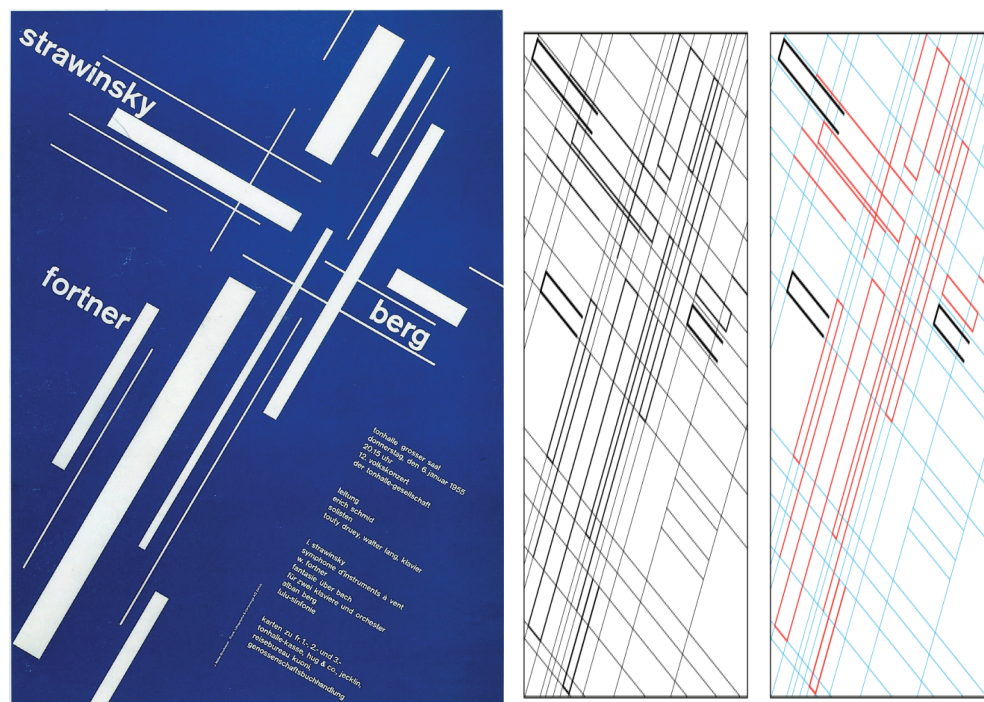 strawinsky
fortner
berg
tonhalle grosser saal
donnerstag, den 6. januar 1955
20.15 uhr
12. volkskonzert
der tonhalle-gesellschaft
leitung
erich schmid
solisten
touty druey, walter lang, klavier
i. strawinsky
symphonie d'instruments à vent
w. fortner
fantasie über bach
für zwei klaviere und orchester
alban berg
lulu-sinfonie
karten zu fr. 1.- 2.- und 3.-
tonhalle-kasse, hug & co., jecklin,
reisebureau kuoni,
genossenschaftsbuchhandlung